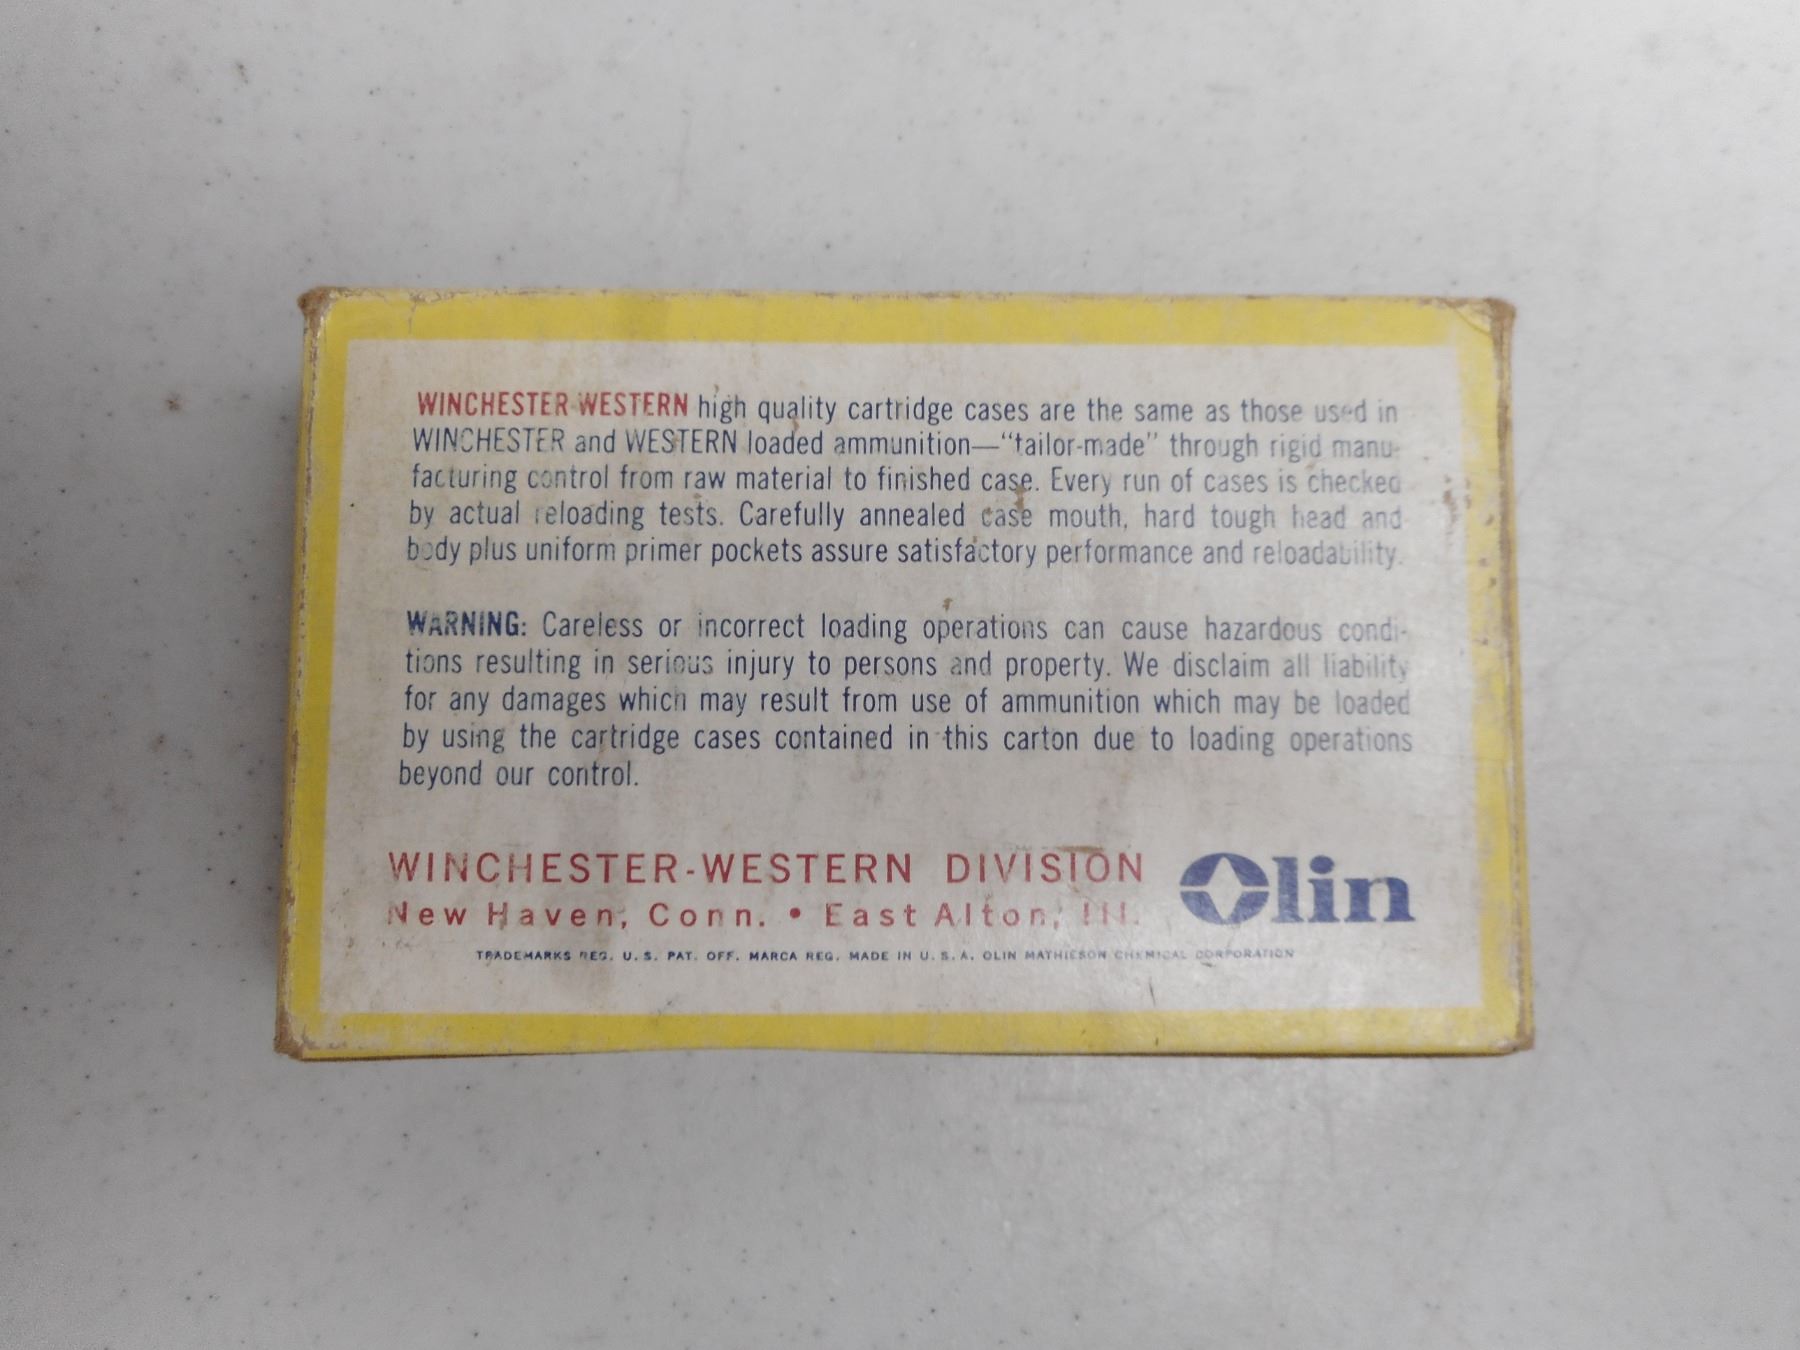 WINCHESTER-WESTERN high quality cartridge cases are the same as those used in
WINCHESTER and WESTERN loaded ammunition—“tailor-made” through rigid manu-
facturing control from raw material to finished case. Every run of cases is checked
by actual reloading tests. Carefully annealed case mouth, hard tough head and
body plus uniform primer pockets assure satisfactory performance and reloadability.
WARNING: Careless or incorrect loading operations can cause hazardous condi-
tions resulting in serious injury to persons and property. We disclaim all liability
for any damages which may result from use of ammunition which may be loaded
by using the cartridge cases contained in this carton due to loading operations
beyond our control.
WINCHESTER-WESTERN DIVISION
New Haven, Conn. • East Alton, Ill.
Olin
TRADEMARKS REG. U. S. PAT. OFF. MARCA REG. MADE IN U. S. A. OLIN MATHIESON CHEMICAL CORPORATION